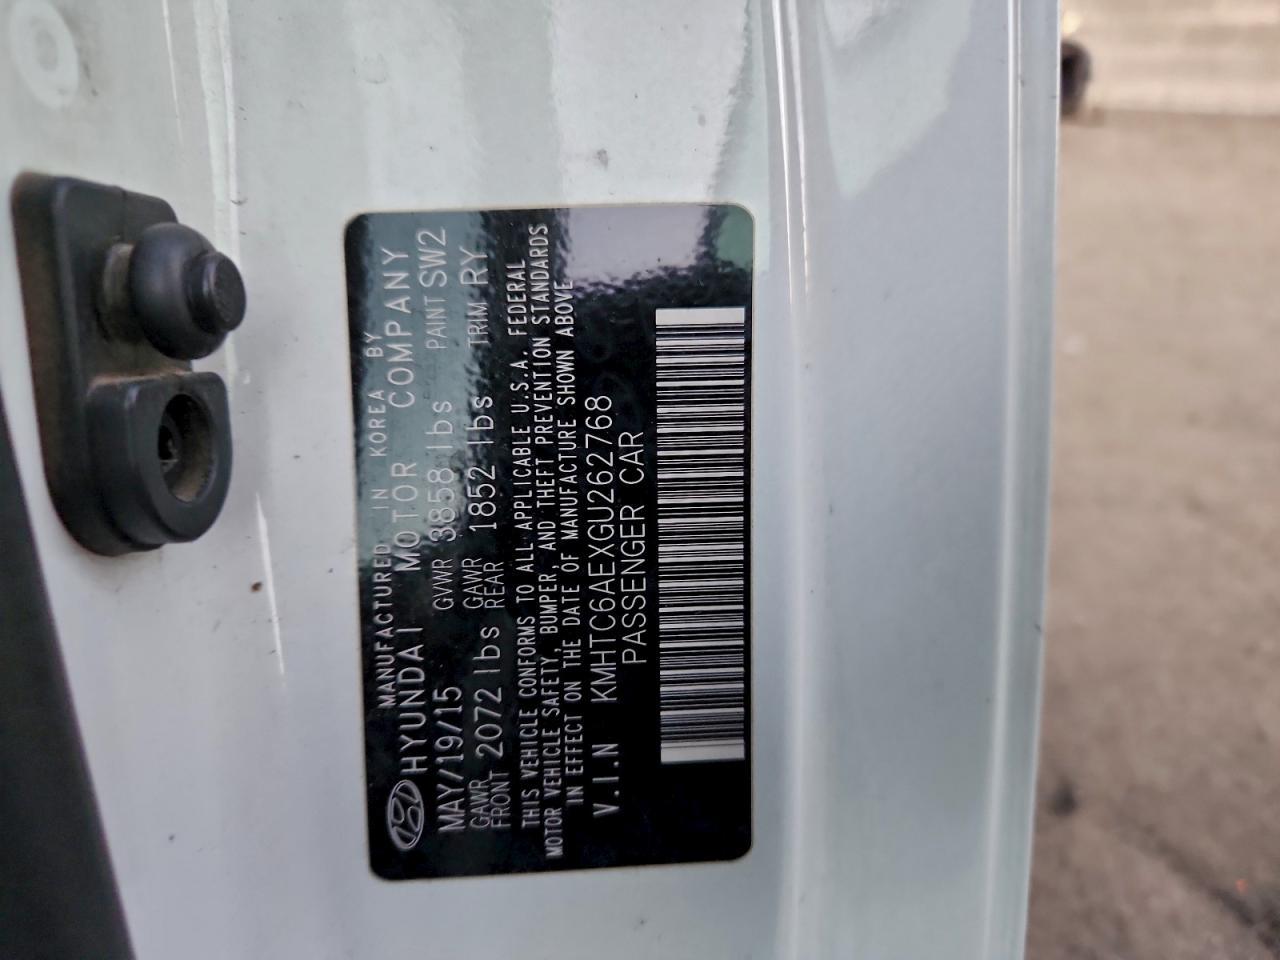 MANUFACTURED IN KOREA BY
HYUNDAI MOTOR COMPANY
MAY/19/15 GVWR 3858 lbs PAINT SW2
GAWR FRONT 2072 lbs GAWR REAR 1852 lbs TRIM RY
THIS VEHICLE CONFORMS TO ALL APPLICABLE U.S.A. FEDERAL
MOTOR VEHICLE SAFETY, BUMPER, AND THEFT PREVENTION STANDARDS
IN EFFECT ON THE DATE OF MANUFACTURE SHOWN ABOVE
V.I.N KMHTC6AEXGU262768
PASSENGER CAR